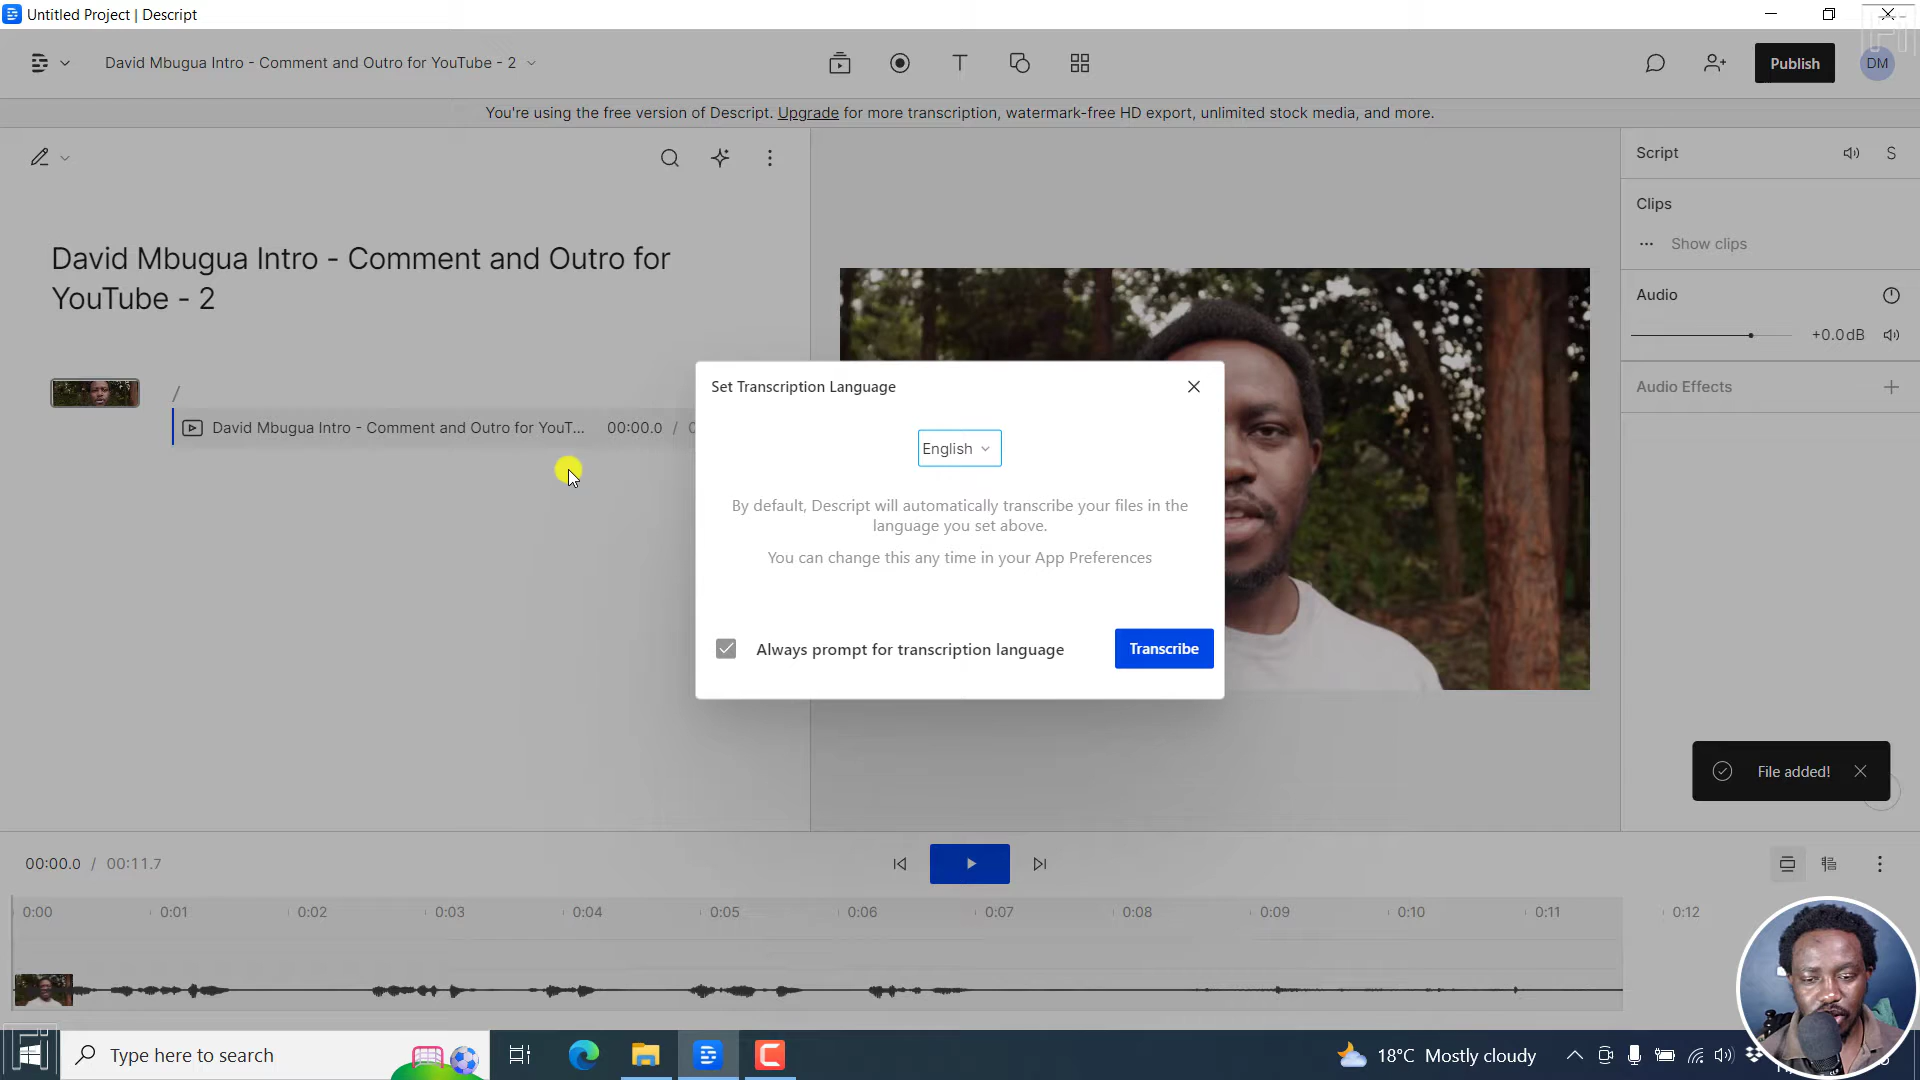 Untitled Project | Descript
David Mbugua Intro - Comment and Outro for YouTube - 2
Publish
DM
You're using the free version of Descript. Upgrade for more transcription, watermark-free HD export, unlimited stock media, and more.
Script
S
Clips
Show clips
Audio
+0.0dB
Audio Effects
David Mbugua Intro - Comment and Outro for
YouTube - 2
/
David Mbugua Intro - Comment and Outro for YouT... 00:00.0 /
Set Transcription Language
English
By default, Descript will automatically transcribe your files in the
language you set above.
You can change this any time in your App Preferences
Always prompt for transcription language
Transcribe
File added!
00:00.0 / 00:11.7
0:00 0:01 0:02 0:03 0:04 0:05 0:06 0:07 0:08 0:09 0:10 0:11 0:12
Type here to search
18°C Mostly cloudy